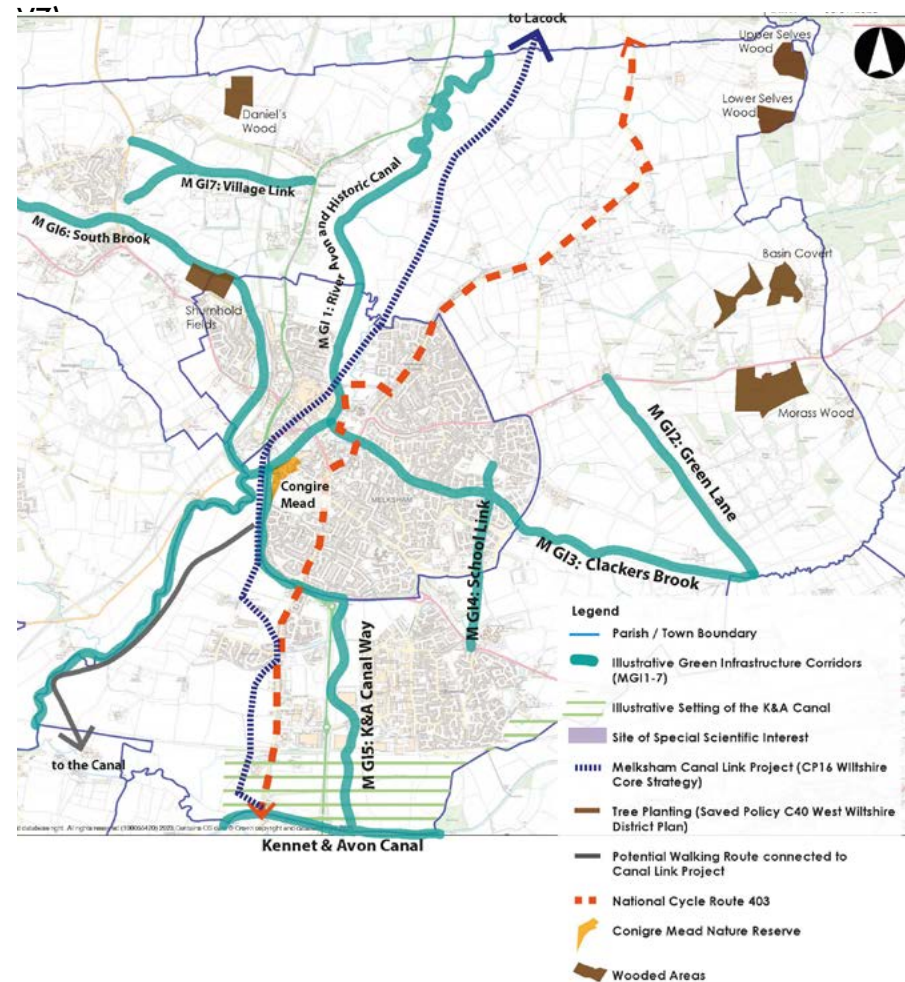 to Lacock
Upper Selves
Wood
Lower Selves
Wood
Daniel's
Wood
M GI7: Village Link
M GI 1: River Avon and Historic Canal
M GI6: South Brook
Shurnhold
Fields
Basin Covert
Morass Wood
M GI2: Green Lane
Congire
Mead
MELKSHAM
M GI3: Clackers Brook
M GI4: School Link
M GI5: K&A Canal Way
to the Canal
Kennet & Avon Canal
Legend
Parish / Town Boundary
Illustrative Green Infrastructure Corridors
(MGI1-7)
Illustrative Setting of the K&A Canal
Site of Special Scientific Interest
Melksham Canal Link Project (CP16 Wiltshire
Core Strategy)
Tree Planting (Saved Policy C40 West Wiltshire
District Plan)
Potential Walking Route connected to
Canal Link Project
National Cycle Route 403
Conigre Mead Nature Reserve
Wooded Areas